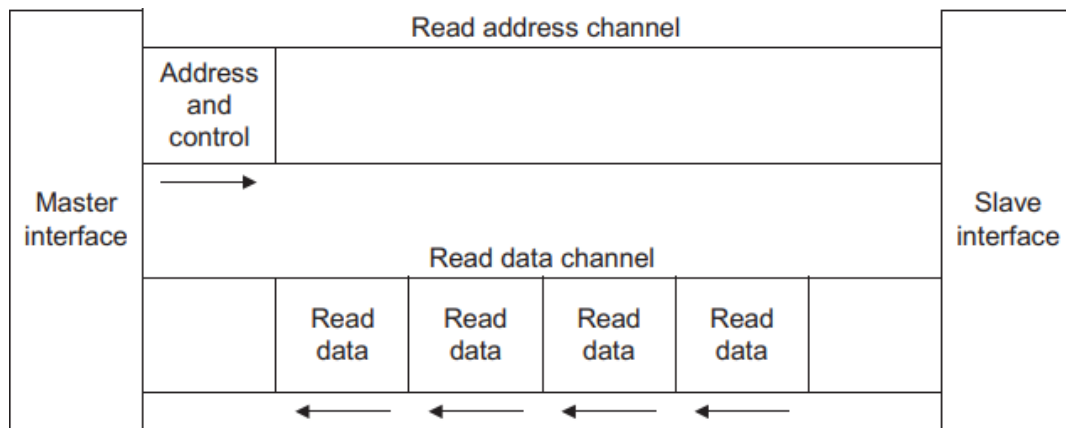 Read address channel
Address
and
control
Master
interface
Slave
interface
Read data channel
Read
data
Read
data
Read
data
Read
data